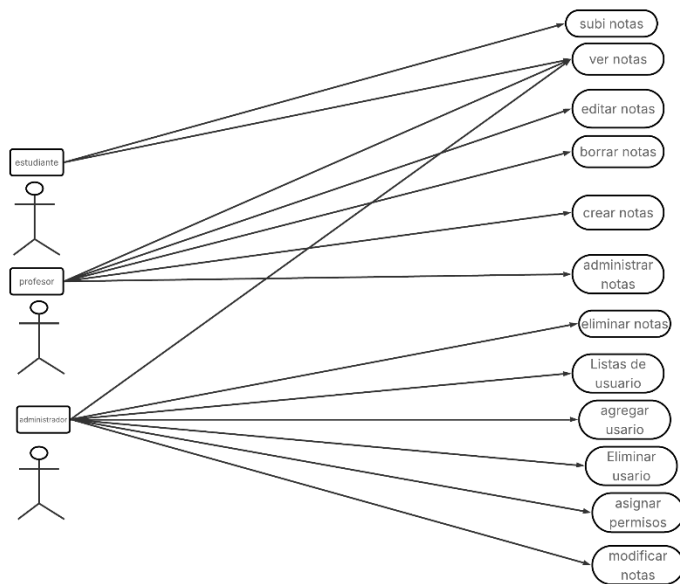 subi notas
ver notas
editar notas
estudiante
borrar notas
crear notas
profesor
administrar
notas
eliminar notas
Listas de
usuario
administrador
agregar
usario
Eliminar
usario
asignar
permisos
modificar
notas